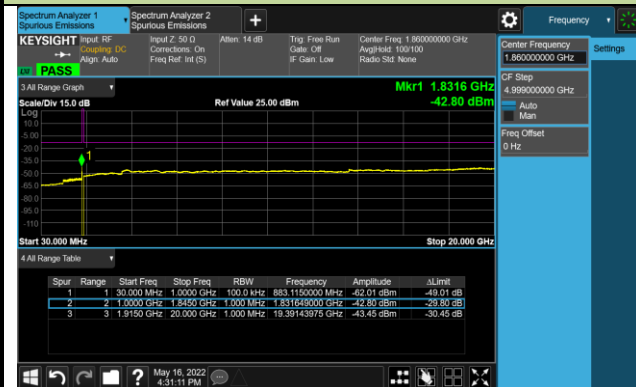 Spectrum Analyzer 1
Spurious Emissions
Spectrum Analyzer 2
Spurious Emissions
+
Frequency
KEYSIGHT
Input: RF
Coupling: DC
Align: Auto
Input Z: 50 Ω
Corrections: On
Freq Ref: Int (S)
Atten: 14 dB
Trig: Free Run
Gate: Off
IF Gain: Low
Center Freq: 1.860000000 GHz
Avg|Hold: 100/100
Radio Std: None
PASS
Center Frequency
1.860000000 GHz
Settings
CF Step
4.999000000 GHz
Auto
Man
Freq Offset
0 Hz
3 All Range Graph
Mkr1 1.8316 GHz
-42.80 dBm
Scale/Div 15.0 dB
Ref Value 25.00 dBm
Log
10.0
-5.00
-20.0
-35.0
-50.0
-65.0
-80.0
-95.0
-110
1
Start 30.000 MHz
Stop 20.000 GHz
4 All Range Table
Spur Range Start Freq Stop Freq RBW Frequency Amplitude ΔLimit
1 1 30.000 MHz 1.0000 GHz 100.0 kHz 883.1150000 MHz -62.01 dBm -49.01 dB
2 2 1.0000 GHz 1.8450 GHz 1.000 MHz 1.831649000 GHz -42.80 dBm -29.80 dB
3 3 1.9150 GHz 20.000 GHz 1.000 MHz 19.39143975 GHz -43.45 dBm -30.45 dB
?
May 16, 2022
4:31:11 PM